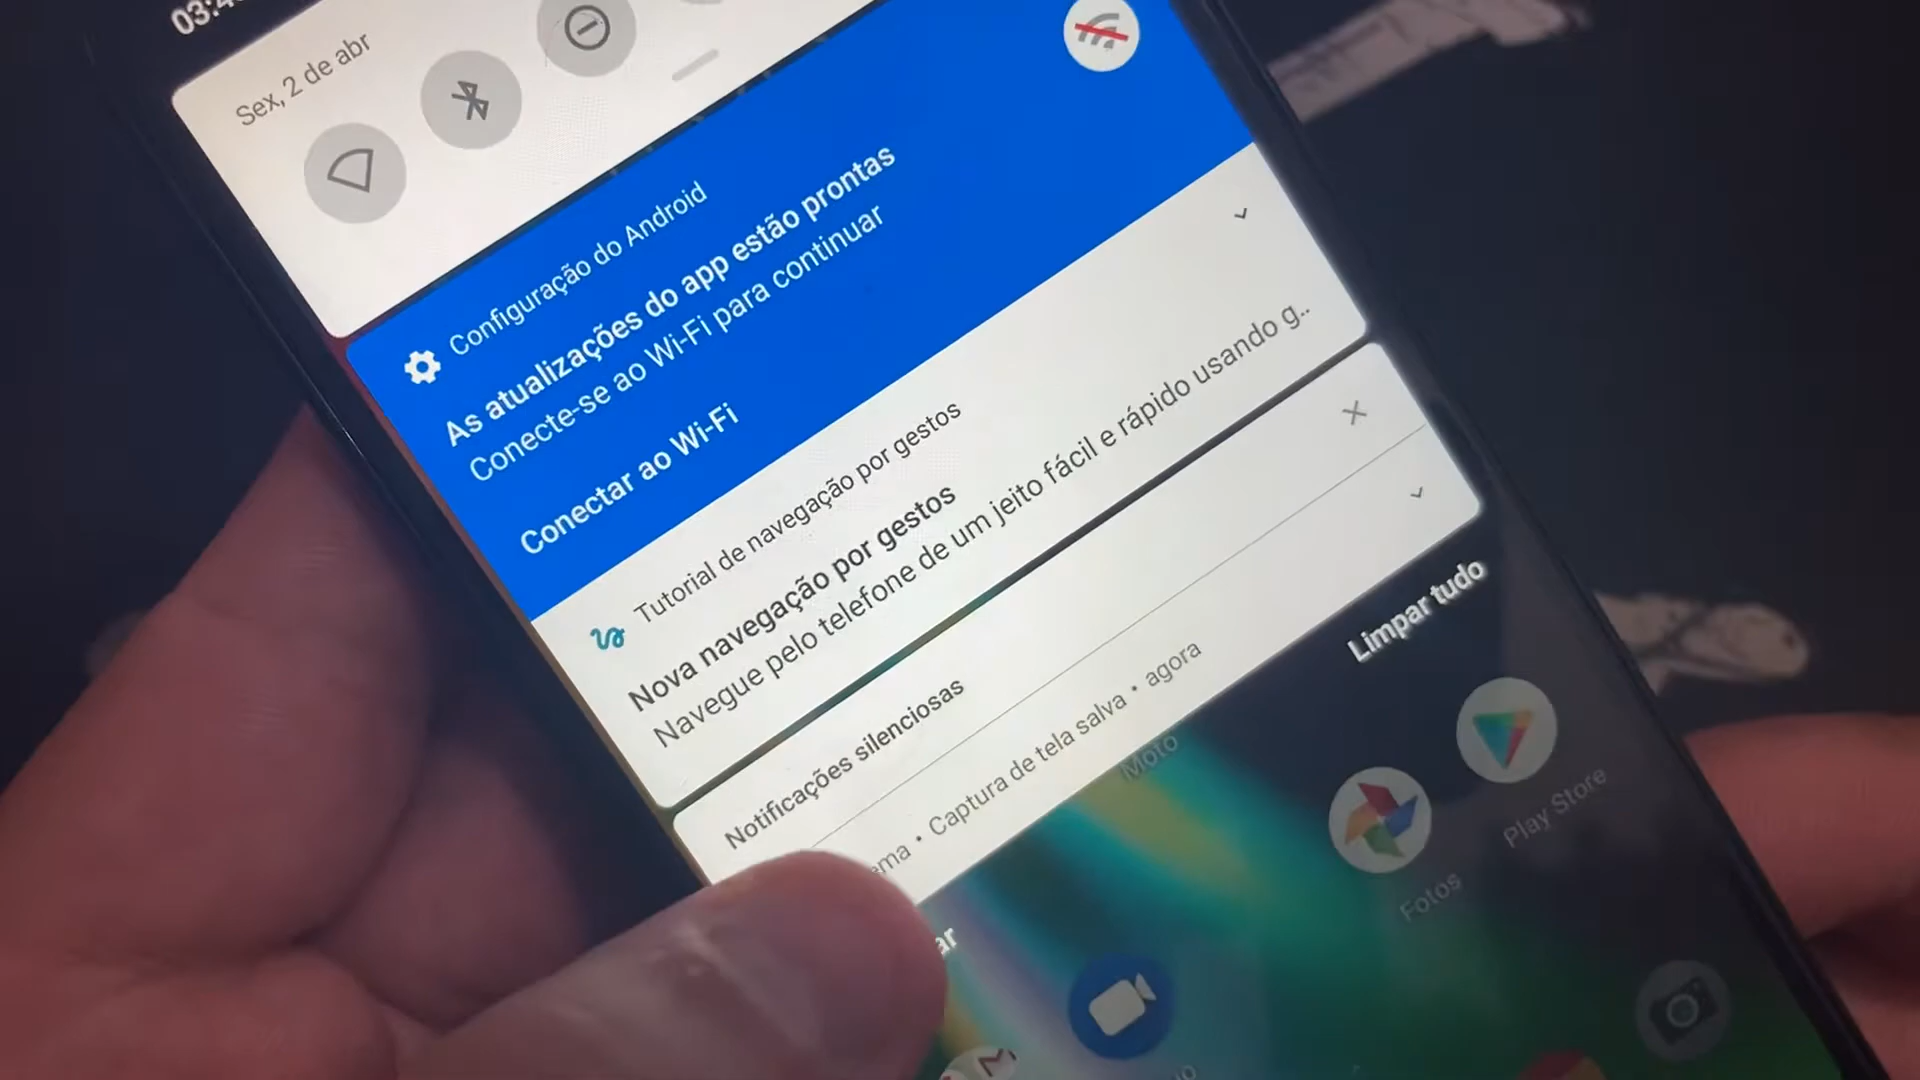 Sex, 2 de abr
Configuração do Android
As atualizações do app estão prontas
Conecte-se ao Wi-Fi para continuar
Conectar ao Wi-Fi
Tutorial de navegação por gestos
Nova navegação por gestos
Navegue pelo telefone de um jeito fácil e rápido usando g..
Notificações silenciosas
• Captura de tela salva • agora
Limpar tudo
Moto
Fotos
Play Store